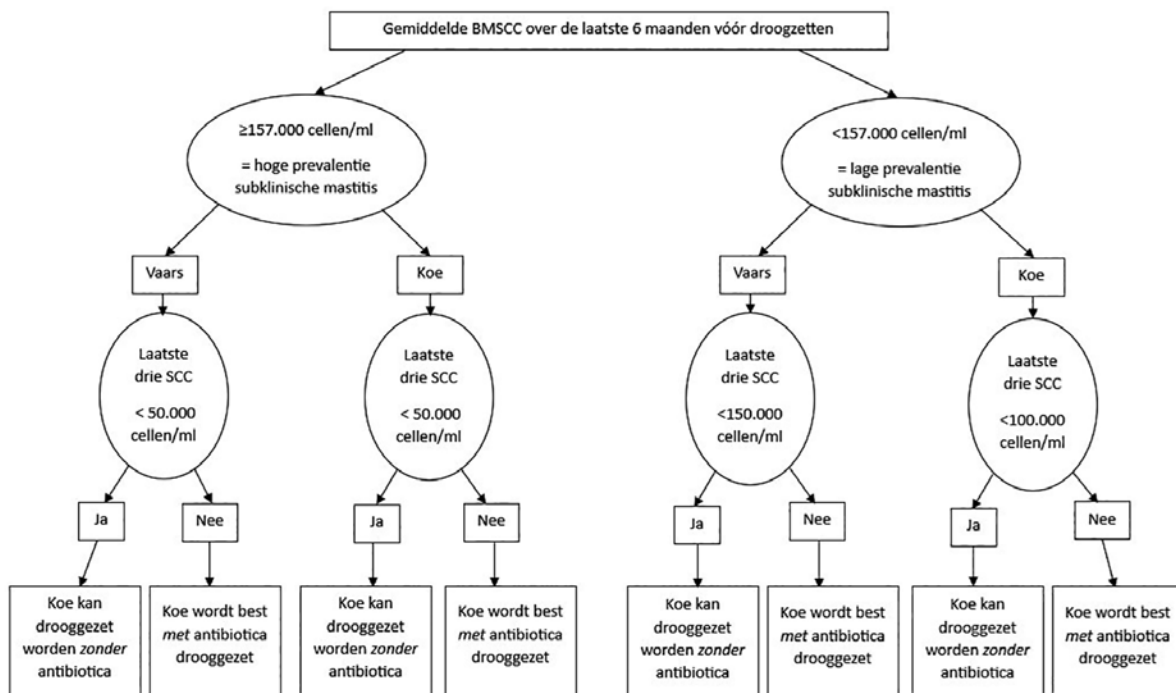 Gemiddelde BMSCC over de laatste 6 maanden vóór droogzetten
≥157.000 cellen/ml
= hoge prevalentie
subklinische mastitis
<157.000 cellen/ml
= lage prevalentie
subklinische mastitis
Vaars
Koe
Vaars
Koe
Laatste
drie SCC
< 50.000
cellen/ml
Laatste
drie SCC
< 50.000
cellen/ml
Laatste
drie SCC
<150.000
cellen/ml
Laatste
drie SCC
<100.000
cellen/ml
Ja
Nee
Ja
Nee
Ja
Nee
Ja
Nee
Koe kan
drooggezet
worden zonder
antibiotica
Koe wordt best
met antibiotica
drooggezet
Koe kan
drooggezet
worden zonder
antibiotica
Koe wordt best
met antibiotica
drooggezet
Koe kan
drooggezet
worden zonder
antibiotica
Koe wordt best
met antibiotica
drooggezet
Koe kan
drooggezet
worden zonder
antibiotica
Koe wordt best
met antibiotica
drooggezet